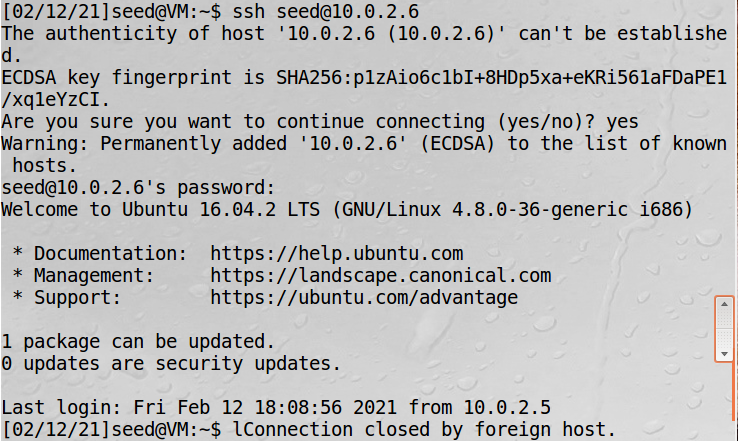 [02/12/21]seed@VM:~$ ssh seed@10.0.2.6
The authenticity of host '10.0.2.6 (10.0.2.6)' can't be establishe
d.
ECDSA key fingerprint is SHA256:p1zAio6c1bI+8HDp5xa+eKRi561aFDaPE1
/xq1eYzCI.
Are you sure you want to continue connecting (yes/no)? yes
Warning: Permanently added '10.0.2.6' (ECDSA) to the list of known
 hosts.
seed@10.0.2.6's password:
Welcome to Ubuntu 16.04.2 LTS (GNU/Linux 4.8.0-36-generic i686)

 * Documentation:  https://help.ubuntu.com
 * Management:     https://landscape.canonical.com
 * Support:        https://ubuntu.com/advantage

1 package can be updated.
0 updates are security updates.

Last login: Fri Feb 12 18:08:56 2021 from 10.0.2.5
[02/12/21]seed@VM:~$ lConnection closed by foreign host.